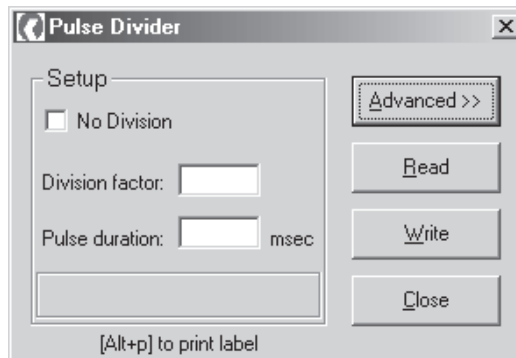 Pulse Divider
Setup
No Division
Division factor:
Pulse duration: msec
[Alt+p] to print label
Advanced >>
Read
Write
Close